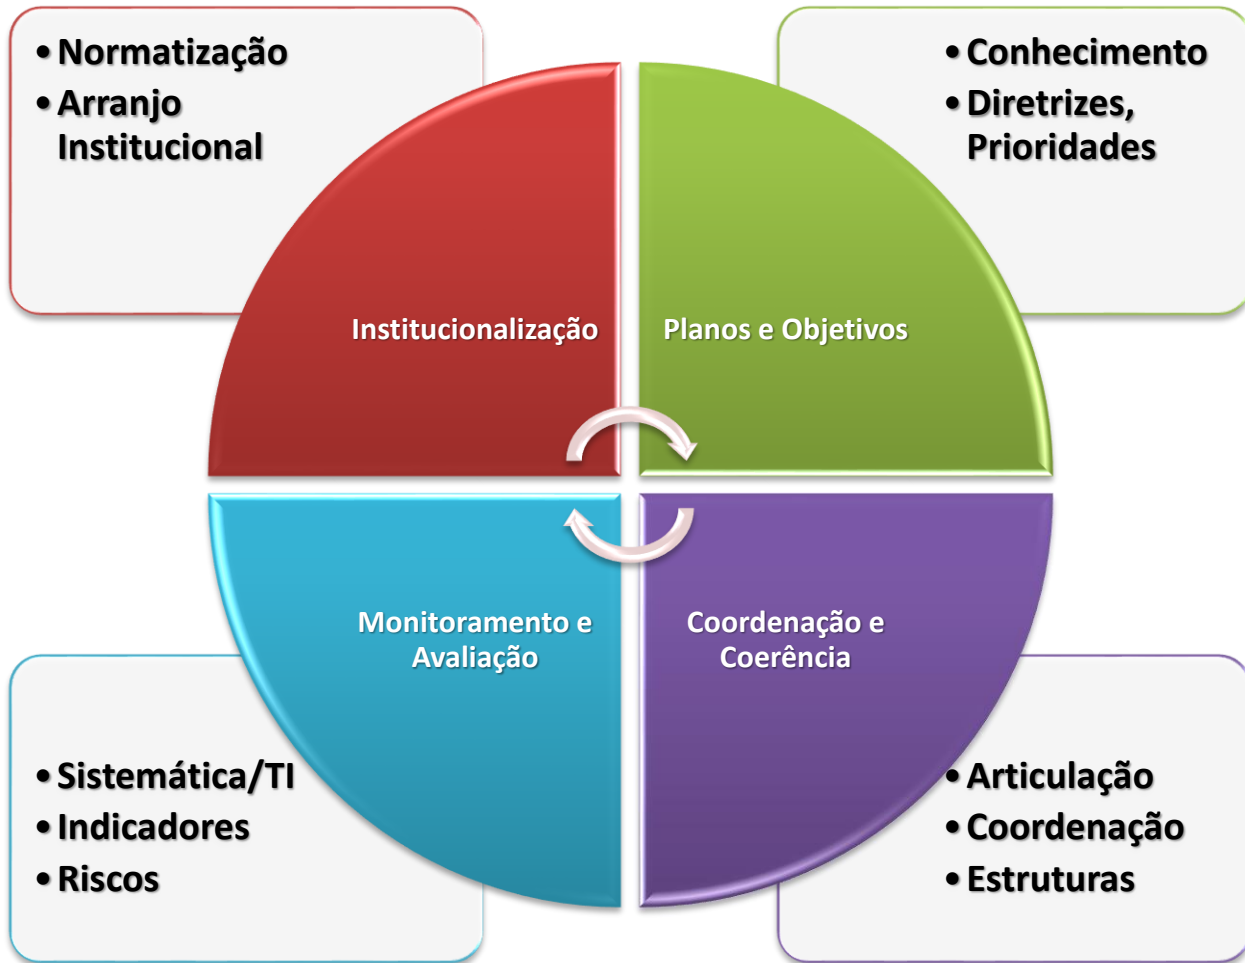 • Normatização
• Arranjo
Institucional
• Conhecimento
• Diretrizes,
Prioridades
Institucionalização
Planos e Objetivos
Monitoramento e
Avaliação
Coordenação e
Coerência
• Sistemática/TI
• Indicadores
• Riscos
• Articulação
• Coordenação
• Estruturas